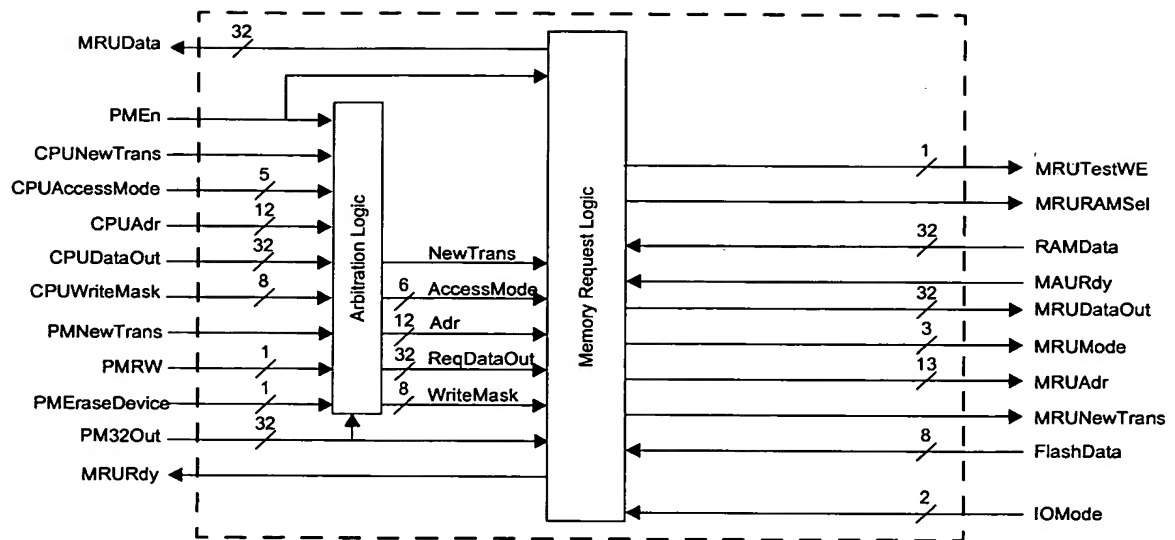 32
MRUData
PMEn
CPUNewTrans
5
CPUAccessMode
12
CPUAdr
32
CPUDataOut
8
CPUWriteMask
PMNewTrans
1
PMRW
1
PMEraseDevice
32
PM32Out
MRURdy
Arbitration Logic
NewTrans
6 AccessMode
12 Adr
32 ReqDataOut
8 WriteMask
Memory Request Logic
1
MRUTestWE
MRURAMSel
32
RAMData
MAURdy
32
MRUDataOut
3
MRUMode
13
MRUAdr
MRUNewTrans
8
FlashData
2
IOMode